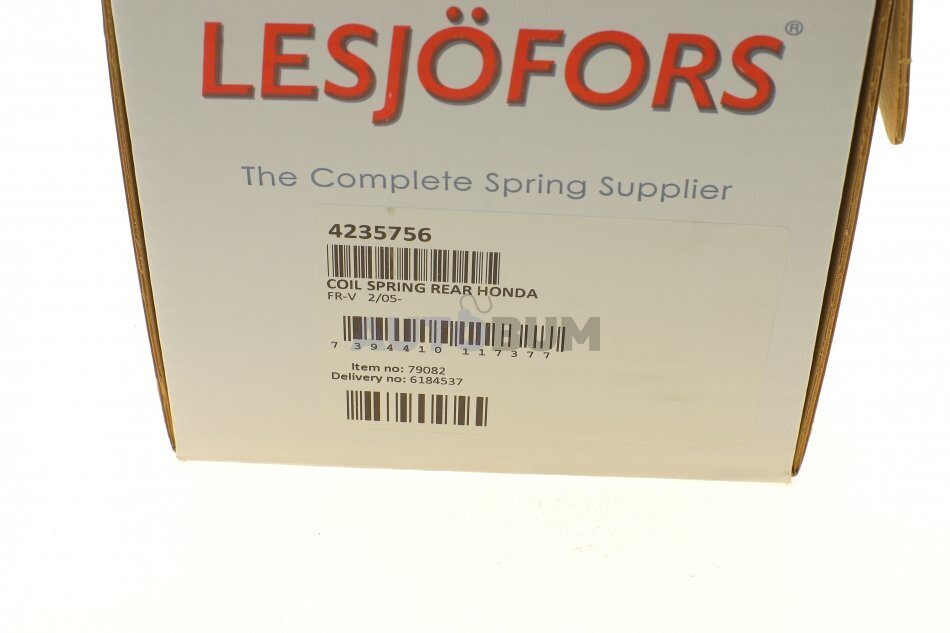 LESJÖFORS®
The Complete Spring Supplier
4235756
COIL SPRING REAR HONDA
FR-V 2/05-
AUTOBUM
7 394410 117377
Item no: 79082
Delivery no: 6184537